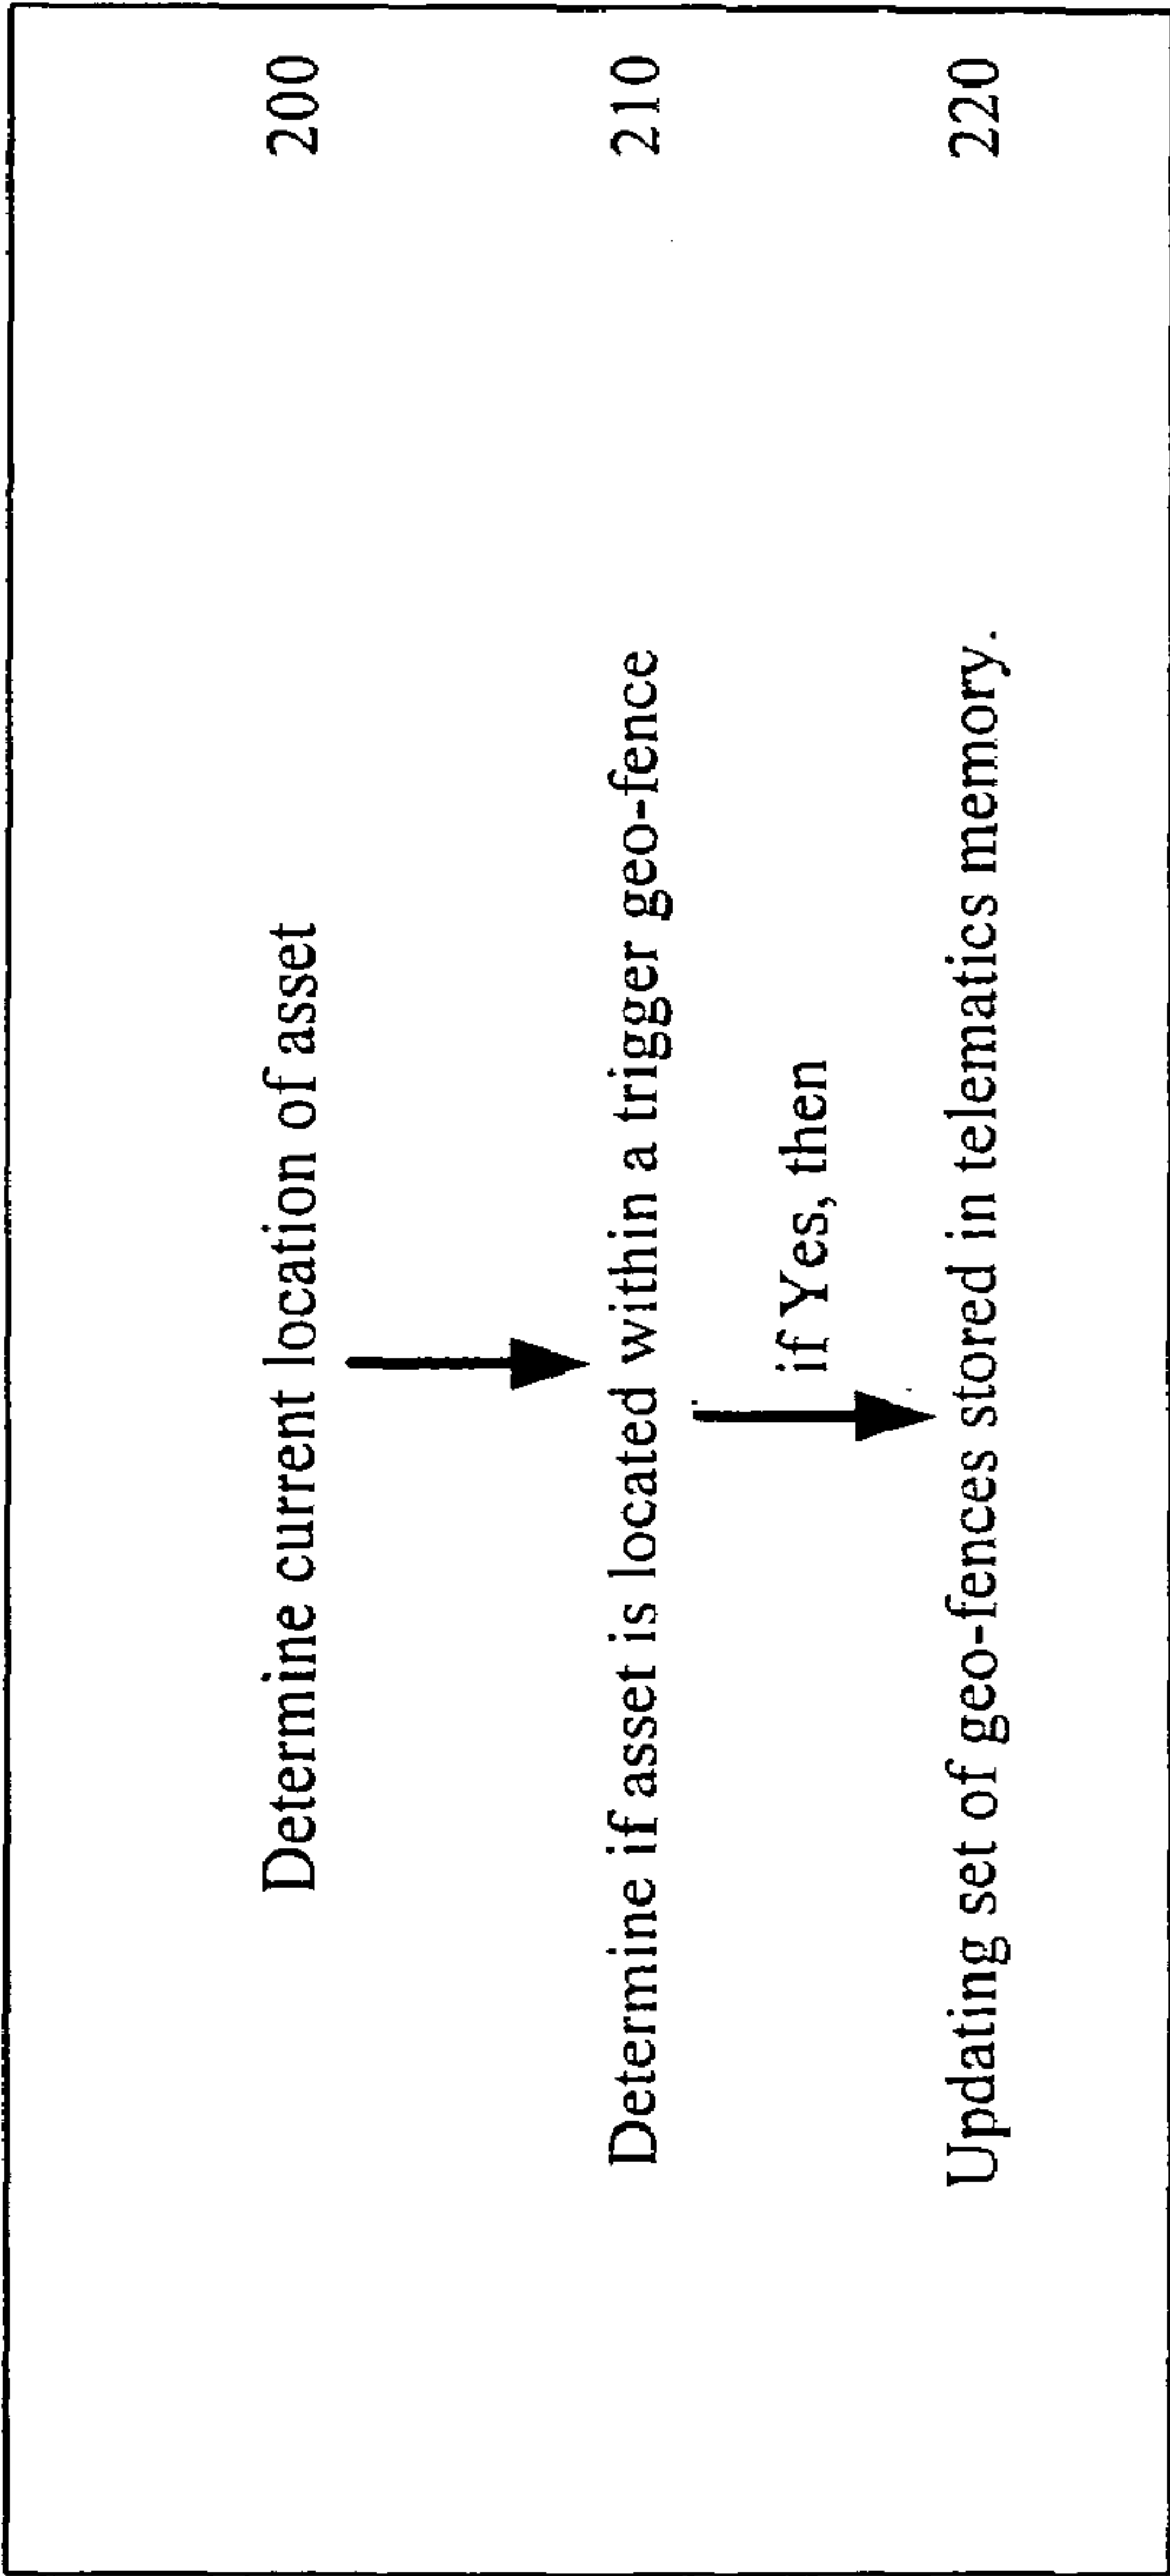 Determine current location of asset 200
Determine if asset is located within a trigger geo-fence 210
if Yes, then
Updating set of geo-fences stored in telematics memory. 220